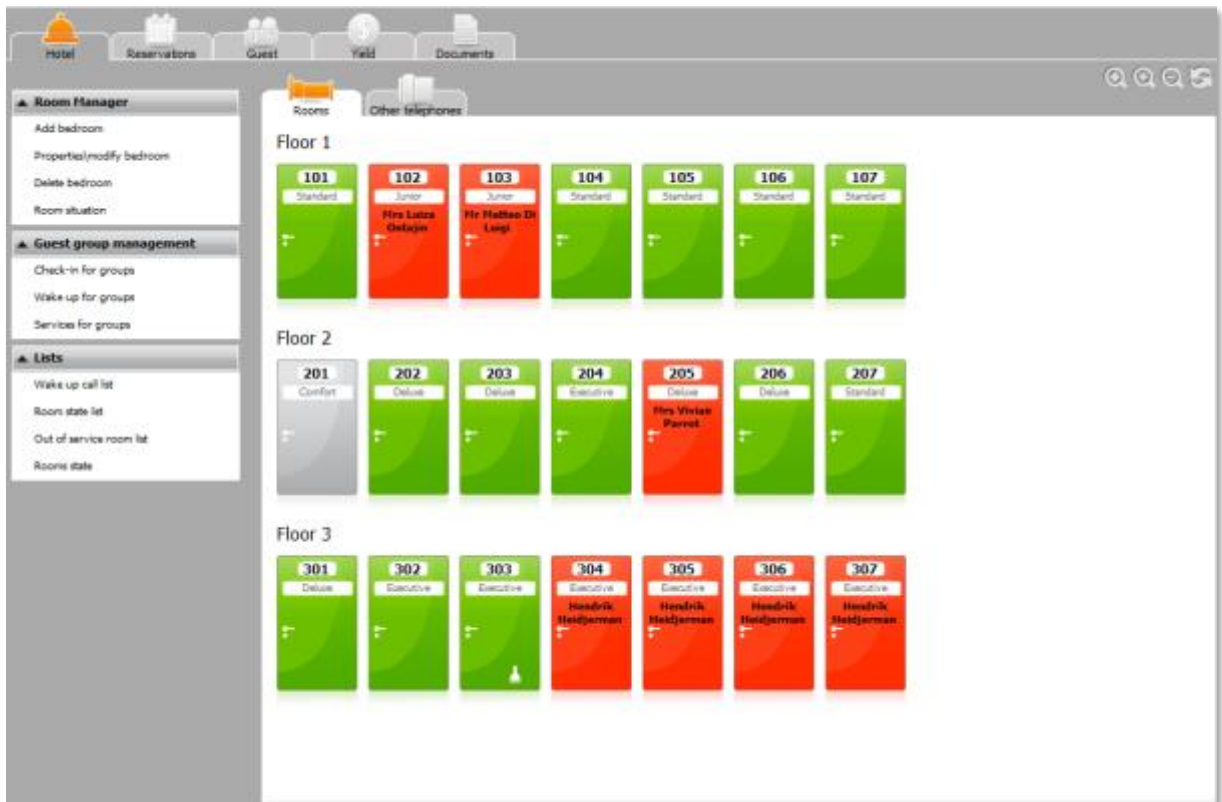 Hotel
Reservations
Guest
Yield
Documents
Room Manager
Add bedroom
Properties\modify bedroom
Delete bedroom
Room situation
Guest group management
Check-in for groups
Wake up for groups
Services for groups
Lists
Wake up call list
Room state list
Out of service room list
Rooms state
Rooms
Other telephones
Floor 1
101 102 103 104 105 106 107
Standard Junior Junior Standard Standard Standard Standard
Mrs Luiza Mr Matteo Di
Luigi
Floor 2
201 202 203 204 205 206 207
Comfort Deluxe Deluxe Executive Deluxe Deluxe Standard
Mrs Vivian
Parrot
Floor 3
301 302 303 304 305 306 307
Deluxe Executive Executive Executive Executive Executive Executive
Hendrik Hendrik Hendrik Hendrik
Heidjerman Heidjerman Heidjerman Heidjerman